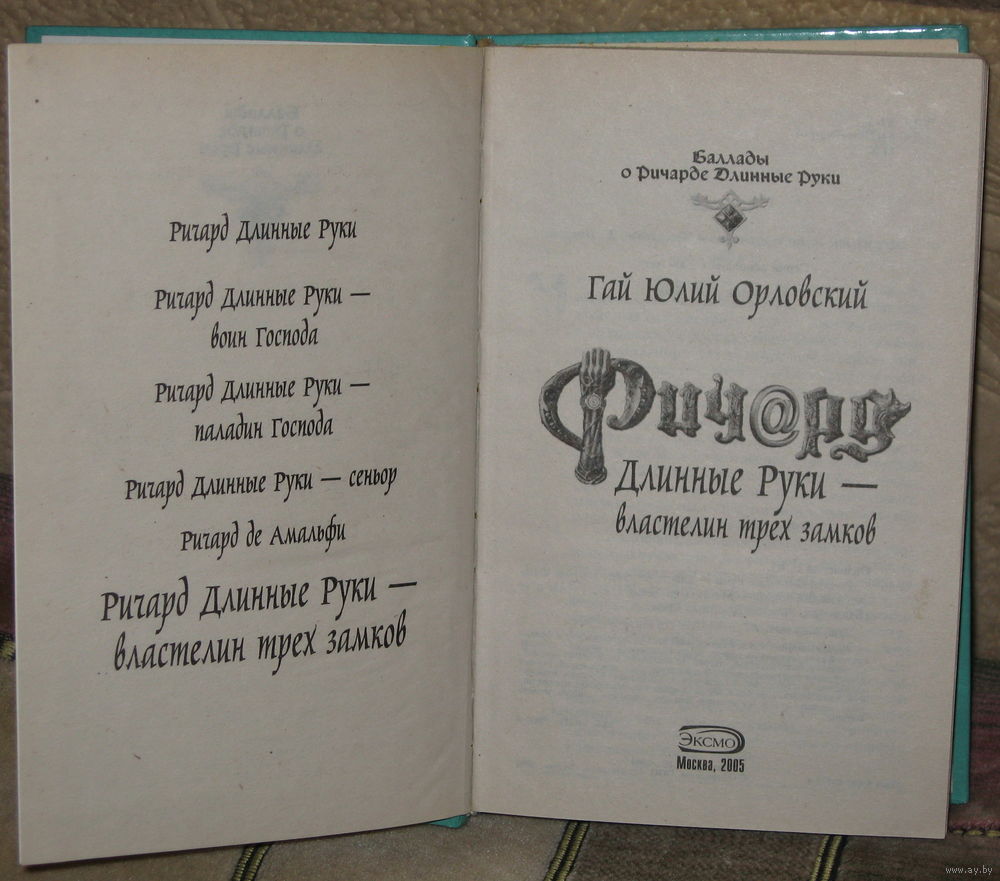 Ричард Длинные Руки
Ричард Длинные Руки —
воин Господа
Ричард Длинные Руки —
паладин Господа
Ричард Длинные Руки — сеньор
Ричард де Амальфи
Ричард Длинные Руки —
властелин трех замков
Баллады
о Ричарде Длинные Руки
Гай Юлий Орловский
Рич@рд
Длинные Руки —
властелин трех замков
ЭКСМО
Москва, 2005
www.ay.by